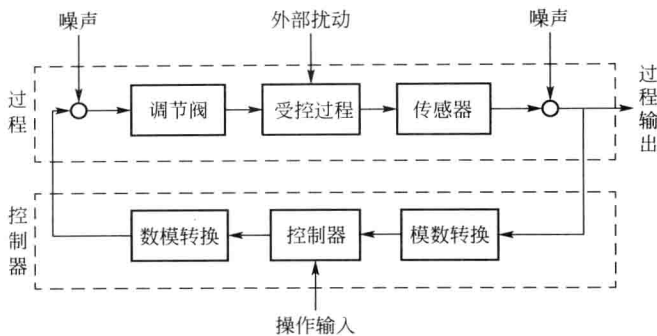 噪声
外部扰动
噪声
过程
调节阀
受控过程
传感器
过程输出
控制器
数模转换
控制器
模数转换
操作输入